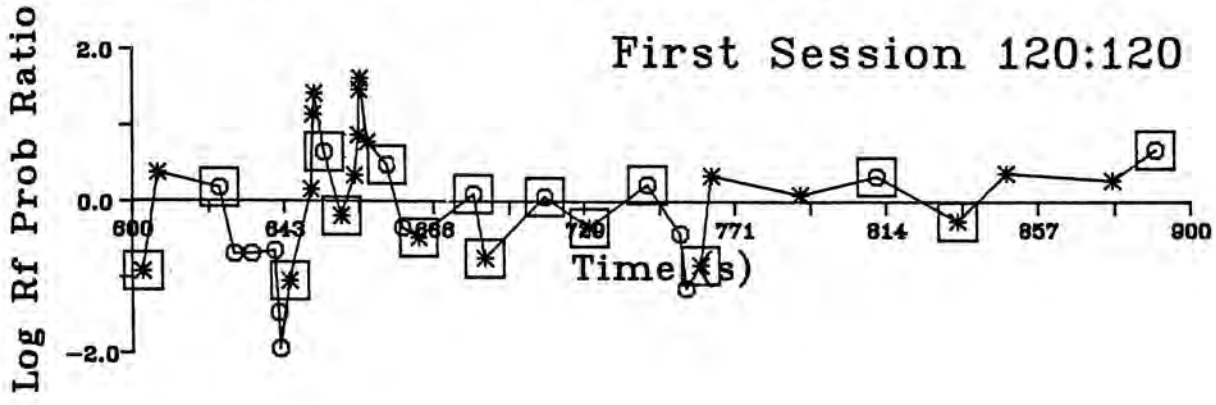 Log Rf Prob Ratio
2.0
First Session 120:120
0.0
600 643 686 729 771 814 857 900
Time (s)
-2.0